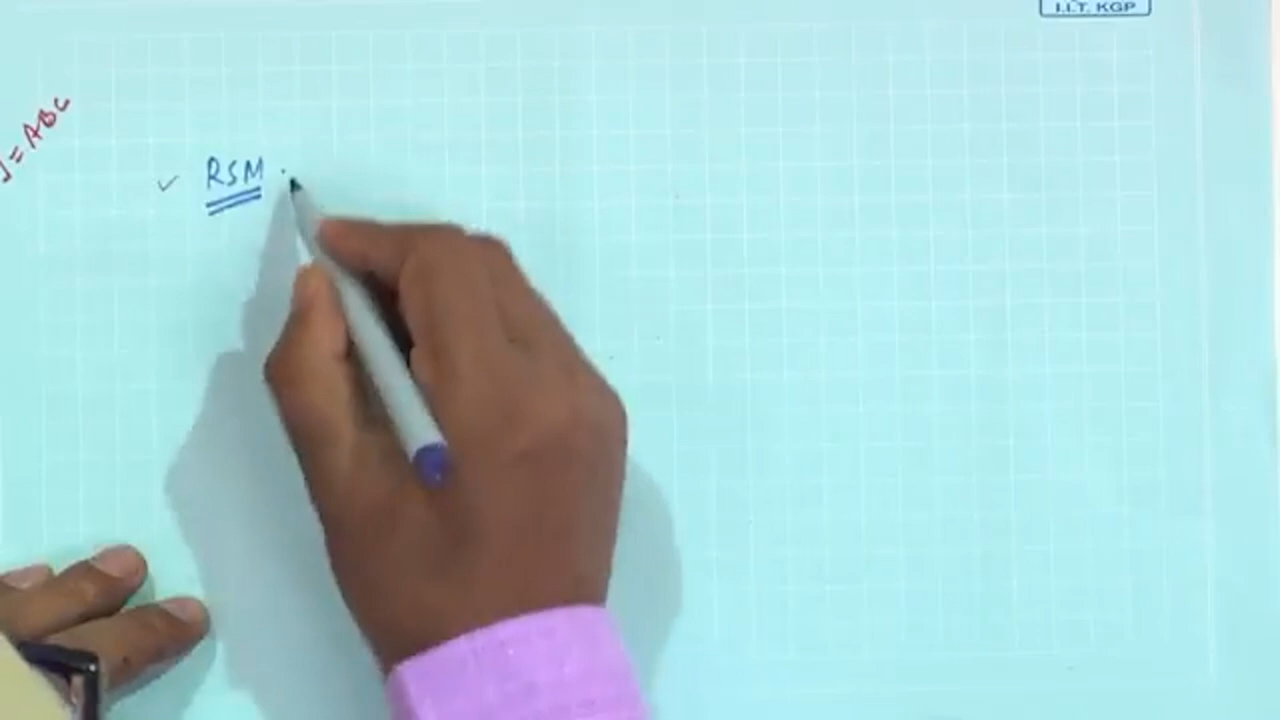 I.I.T. KGP
J = ABC
✓ RSM